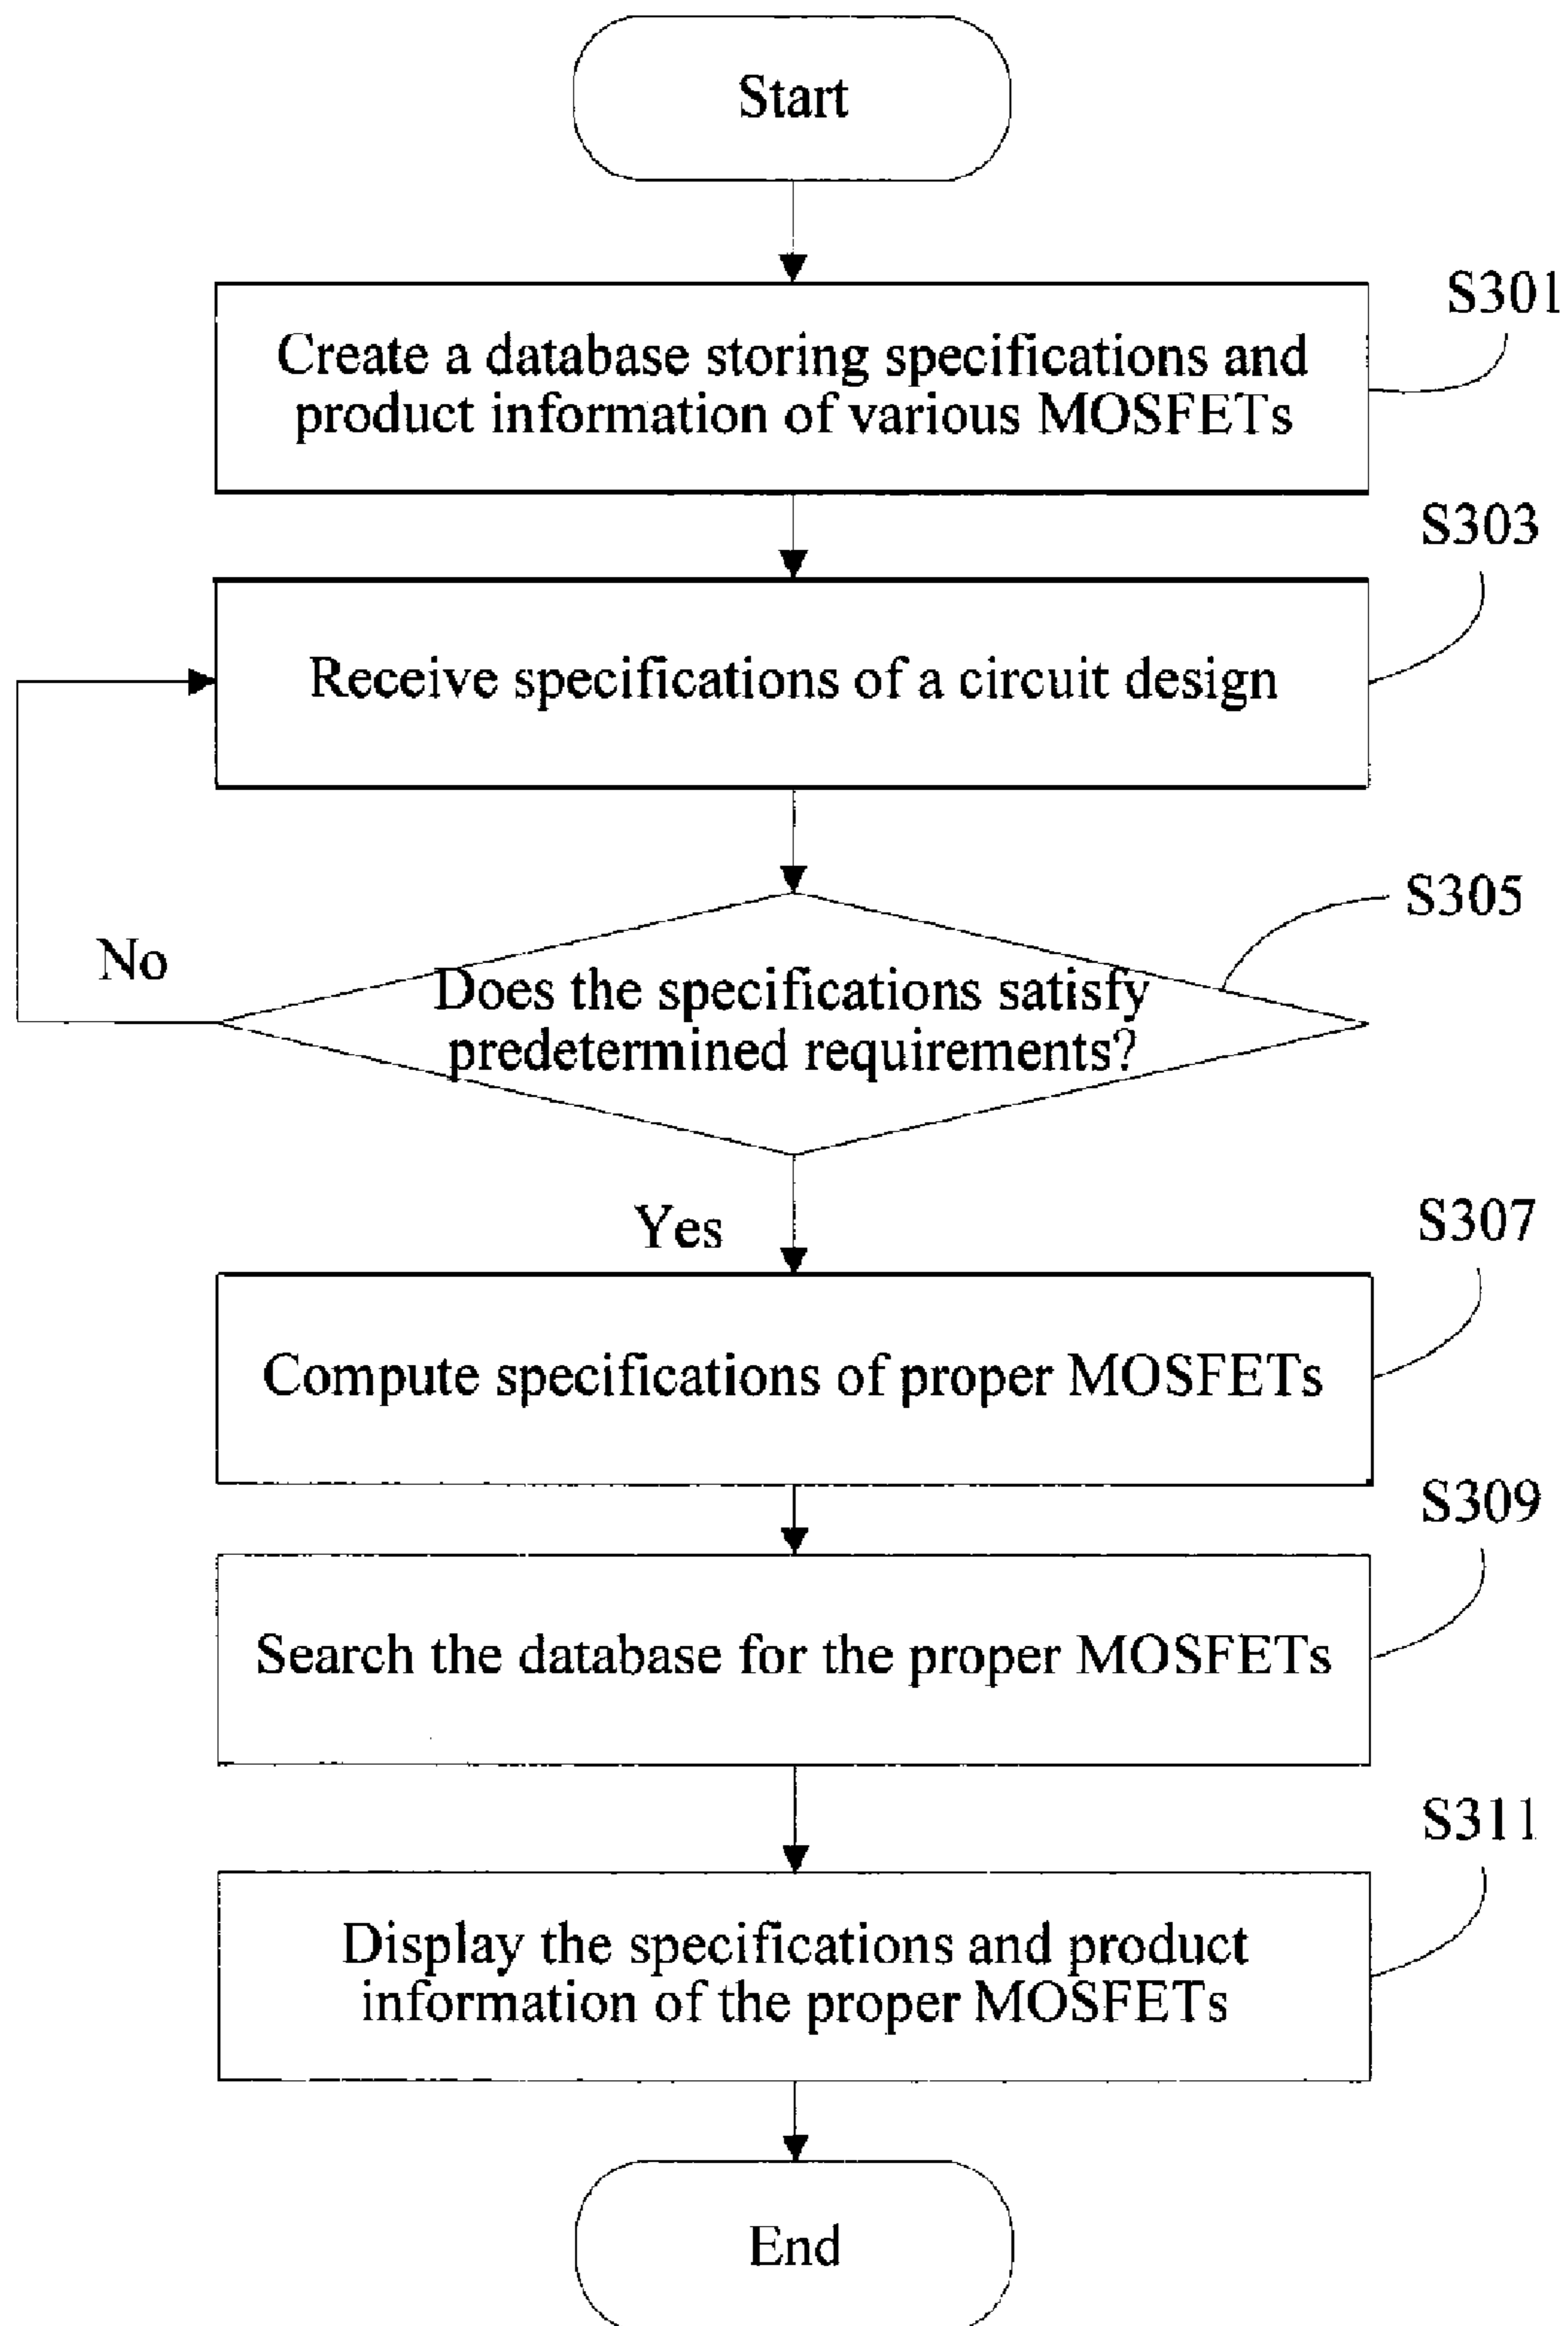 Start
S301
Create a database storing specifications and
product information of various MOSFETs
S303
Receive specifications of a circuit design
S305
No
Does the specifications satisfy
predetermined requirements?
Yes
S307
Compute specifications of proper MOSFETs
S309
Search the database for the proper MOSFETs
S311
Display the specifications and product
information of the proper MOSFETs
End